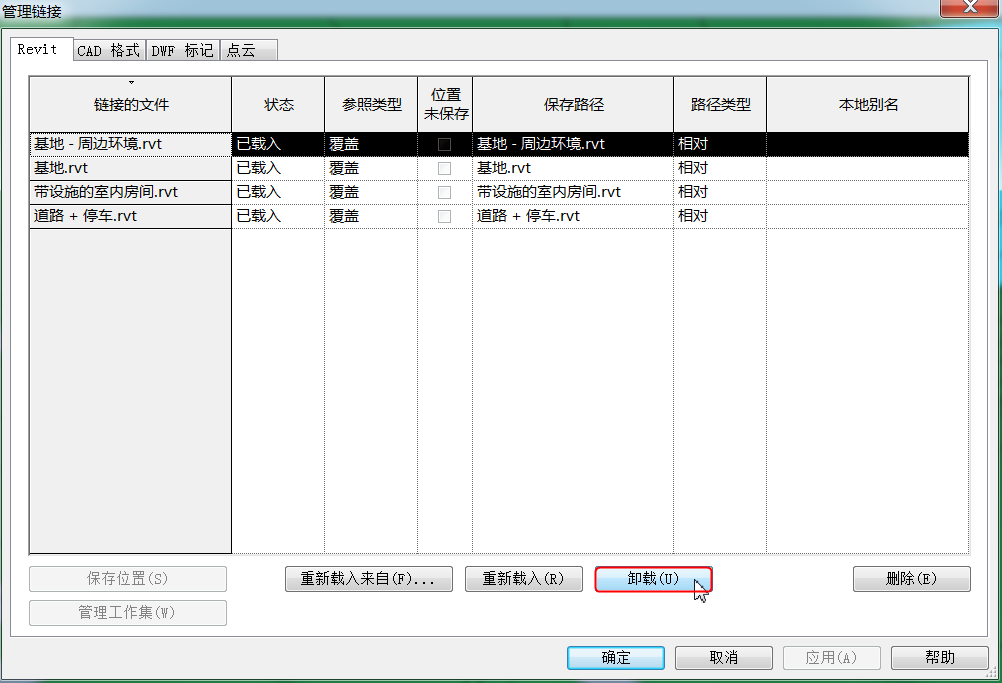 管理链接
Revit CAD 格式 DWF 标记 点云
链接的文件 状态 参照类型 位置未保存 保存路径 路径类型 本地别名
基地 - 周边环境.rvt 已载入 覆盖 基地 - 周边环境.rvt 相对
基地.rvt 已载入 覆盖 基地.rvt 相对
带设施的室内房间.rvt 已载入 覆盖 带设施的室内房间.rvt 相对
道路 + 停车.rvt 已载入 覆盖 道路 + 停车.rvt 相对
保存位置(S) 重新载入来自(F)... 重新载入(R) 卸载(U) 删除(E)
管理工作集(W)
确定 取消 应用(A) 帮助